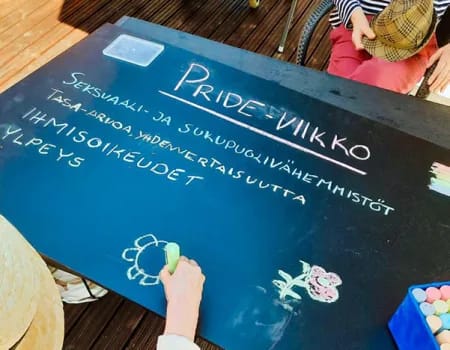 PRIDE-VIIKKO
SEKSUAALI- JA SUKUPUOLIVÄHEMMISTÖT
TASA-ARVOA, YHDENVERTAISUUTTA
IHMISOIKEUDET
YLPEYS